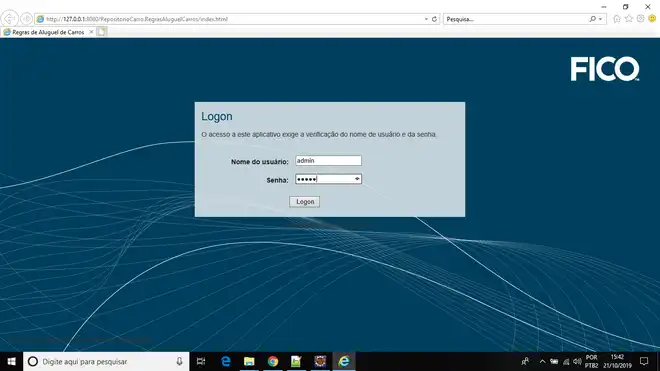 http://127.0.0.1:8080/RepositorioCarro.RegrasAluguelCarros/index.html
Pesquisa...
Regras de Aluguel de Carros
FICO
Logon
O acesso a este aplicativo exige a verificação do nome de usuário e da senha.
Nome do usuário: admin
Senha:
Logon
Digite aqui para pesquisar
POR 15:42
PTB2 21/10/2019